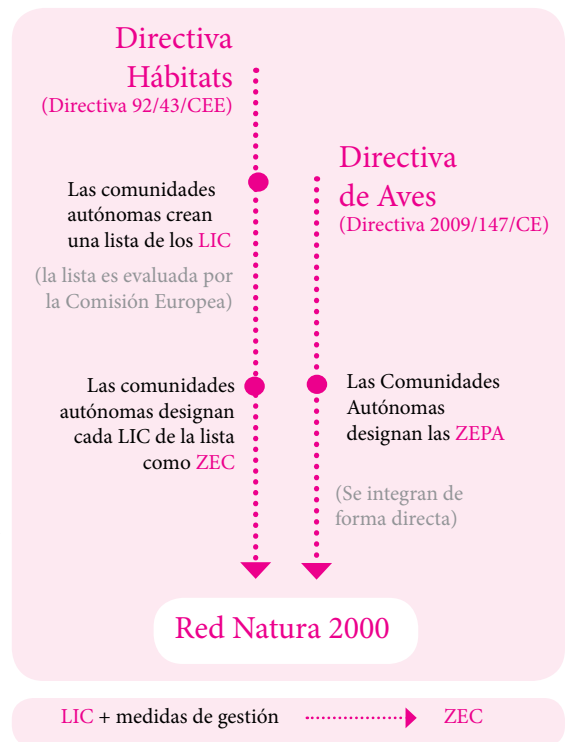 Directiva
Hábitats
(Directiva 92/43/CEE)
Las comunidades
autónomas crean
una lista de los LIC
(la lista es evaluada por
la Comisión Europea)
Las comunidades
autónomas designan
cada LIC de la lista
como ZEC
Directiva
de Aves
(Directiva 2009/147/CE)
Las Comunidades
Autónomas
designan las ZEPA
(Se integran de
forma directa)
Red Natura 2000
LIC + medidas de gestión ZEC